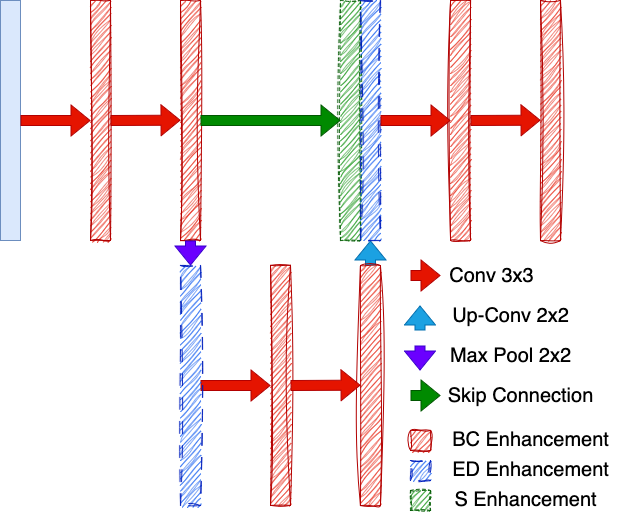 Conv 3x3
Up-Conv 2x2
Max Pool 2x2
Skip Connection
BC Enhancement
ED Enhancement
S Enhancement